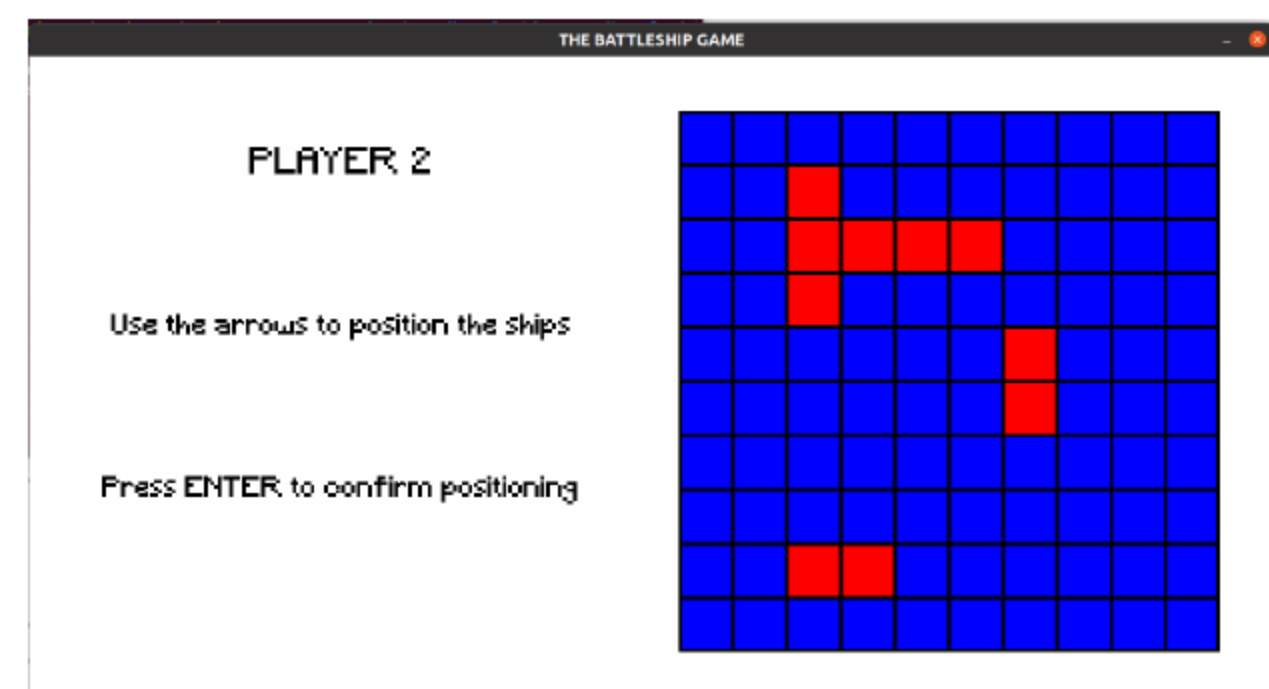 THE BATTLESHIP GAME
PLAYER 2
Use the arrows to position the ships
Press ENTER to confirm positioning